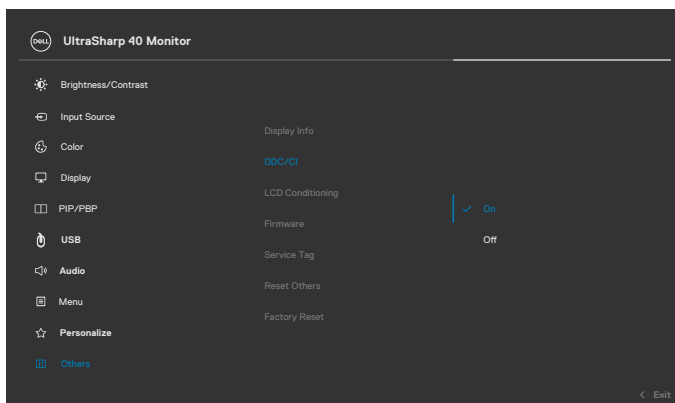 DELL UltraSharp 40 Monitor
Brightness/Contrast
Input Source
Color
Display
PIP/PBP
USB
Audio
Menu
Personalize
Others
Display Info
DDC/CI
LCD Conditioning
Firmware
Service Tag
Reset Others
Factory Reset
On
Off
Exit